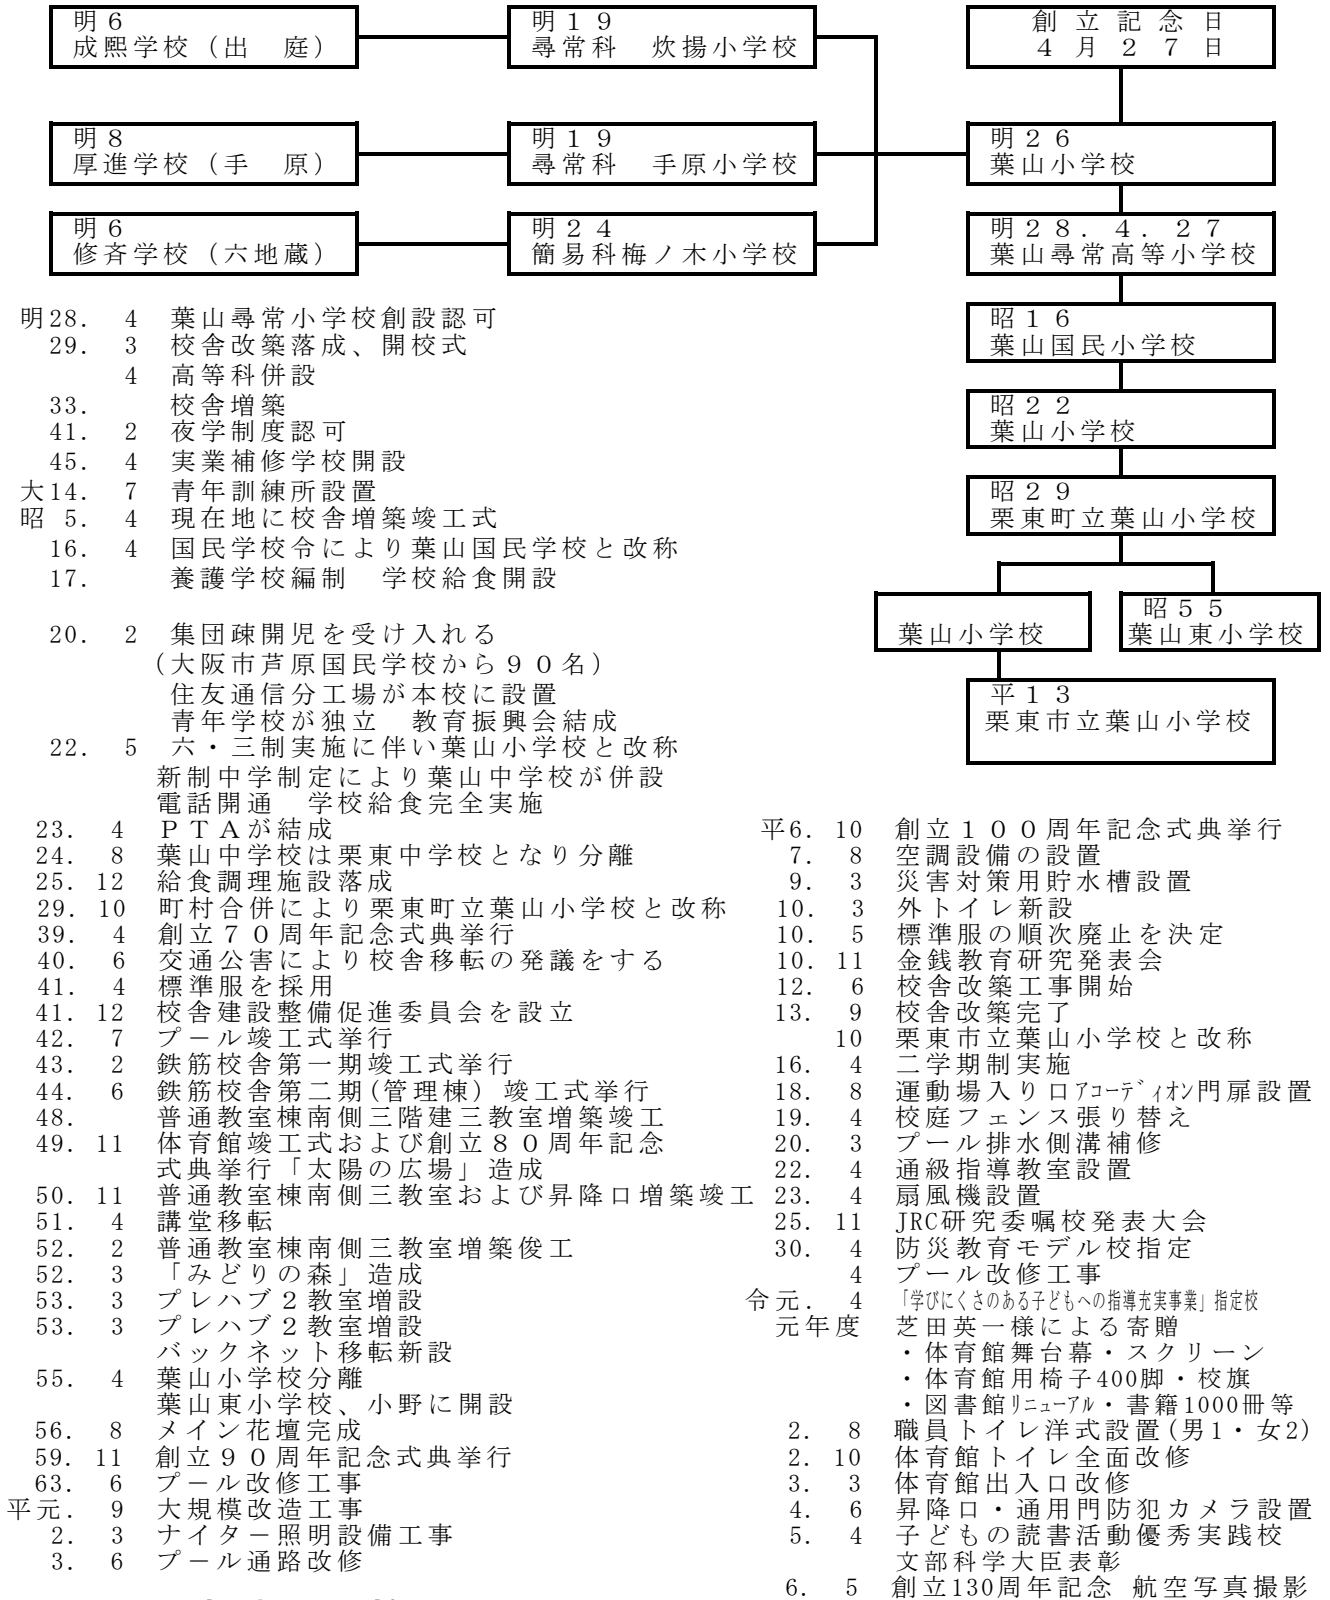 明６
成熙学校（出　庭）
明１９
尋常科　炊揚小学校
創立記念日
４月２７日
明８
厚進学校（手　原）
明１９
尋常科　手原小学校
明２６
葉山小学校
明６
修斉学校（六地蔵）
明２４
簡易科梅ノ木小学校
明２８．４．２７
葉山尋常高等小学校
昭１６
葉山国民小学校
昭２２
葉山小学校
昭２９
栗東町立葉山小学校
葉山小学校
昭５５
葉山東小学校
平１３
栗東市立葉山小学校
明28. 4 葉山尋常小学校創設認可
29. 3 校舎改築落成、開校式
4 高等科併設
33. 校舎増築
41. 2 夜学制度認可
45. 4 実業補修学校開設
大14. 7 青年訓練所設置
昭 5. 4 現在地に校舎増築竣工式
16. 4 国民学校令により葉山国民学校と改称
17. 養護学校編制　学校給食開設
20. 2 集団疎開児を受け入れる
（大阪市芦原国民学校から９０名）
住友通信分工場が本校に設置
青年学校が独立　教育振興会結成
22. 5 六・三制実施に伴い葉山小学校と改称
新制中学制定により葉山中学校が併設
電話開通　学校給食完全実施
23. 4 ＰＴＡが結成
24. 8 葉山中学校は栗東中学校となり分離
25. 12 給食調理施設落成
29. 10 町村合併により栗東町立葉山小学校と改称
39. 4 創立７０周年記念式典挙行
40. 6 交通公害により校舎移転の発議をする
41. 4 標準服を採用
41. 12 校舎建設整備促進委員会を設立
42. 7 プール竣工式挙行
43. 2 鉄筋校舎第一期竣工式挙行
44. 6 鉄筋校舎第二期(管理棟) 竣工式挙行
48. 普通教室棟南側三階建三教室増築竣工
49. 11 体育館竣工式および創立８０周年記念
式典挙行「太陽の広場」造成
50. 11 普通教室棟南側三教室および昇降口増築竣工
51. 4 講堂移転
52. 2 普通教室棟南側三教室増築俊工
52. 3 「みどりの森」造成
53. 3 プレハブ２教室増設
53. 3 プレハブ２教室増設
バックネット移転新設
55. 4 葉山小学校分離
葉山東小学校、小野に開設
56. 8 メイン花壇完成
59. 11 創立９０周年記念式典挙行
63. 6 プール改修工事
平元. 9 大規模改造工事
2. 3 ナイター照明設備工事
3. 6 プール通路改修
平6. 10 創立１００周年記念式典挙行
7. 8 空調設備の設置
9. 3 災害対策用貯水槽設置
10. 3 外トイレ新設
10. 5 標準服の順次廃止を決定
10. 11 金銭教育研究発表会
12. 6 校舎改築工事開始
13. 9 校舎改築完了
10 栗東市立葉山小学校と改称
16. 4 二学期制実施
18. 8 運動場入り口ｱｺｰﾃﾞｨｵﾝ門扉設置
19. 4 校庭フェンス張り替え
20. 3 プール排水側溝補修
22. 4 通級指導教室設置
23. 4 扇風機設置
25. 11 JRC研究委嘱校発表大会
30. 4 防災教育モデル校指定
4 プール改修工事
令元. 4 「学びにくさのある子どもへの指導充実事業」指定校
元年度 芝田英一様による寄贈
・体育館舞台幕・スクリーン
・体育館用椅子400脚・校旗
・図書館ﾘﾆｭｰｱﾙ・書籍1000冊等
2. 8 職員トイレ洋式設置(男1・女2)
2. 10 体育館トイレ全面改修
3. 3 体育館出入口改修
4. 6 昇降口・通用門防犯カメラ設置
5. 4 子どもの読書活動優秀実践校
文部科学大臣表彰
6. 5 創立130周年記念 航空写真撮影